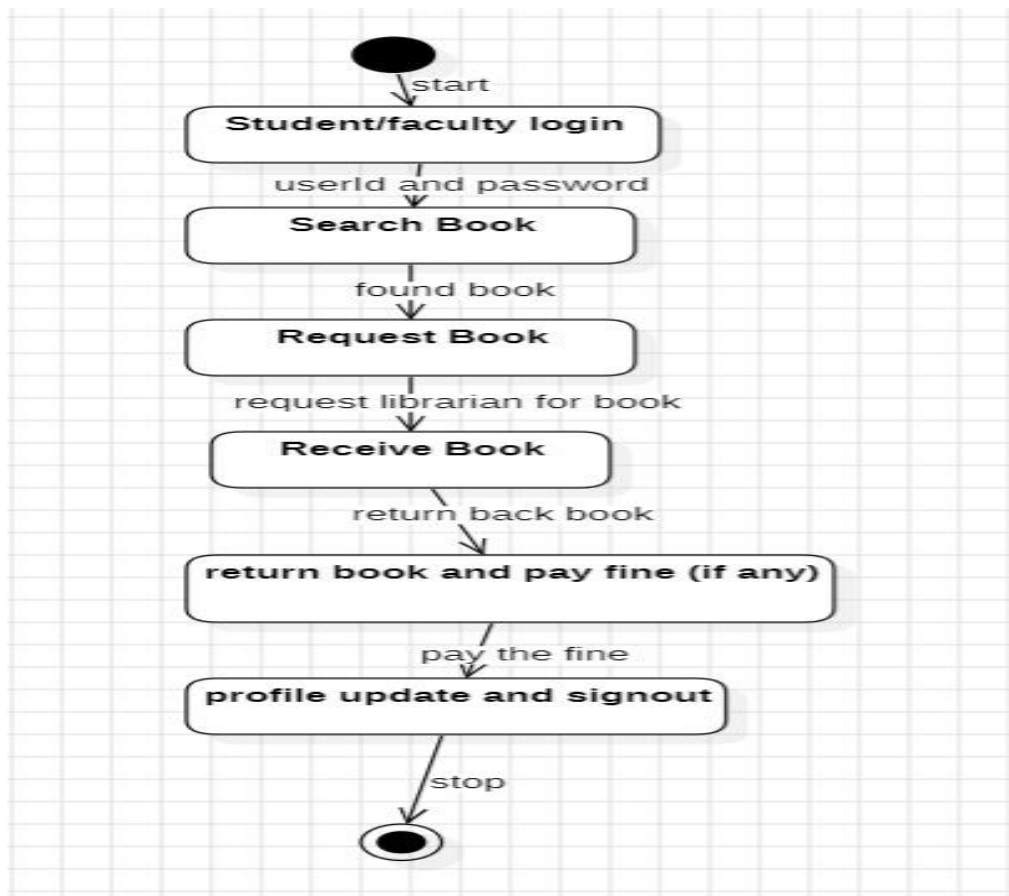 start
Student/faculty login
userId and password
Search Book
found book
Request Book
request librarian for book
Receive Book
return back book
return book and pay fine (if any)
pay the fine
profile update and signout
stop